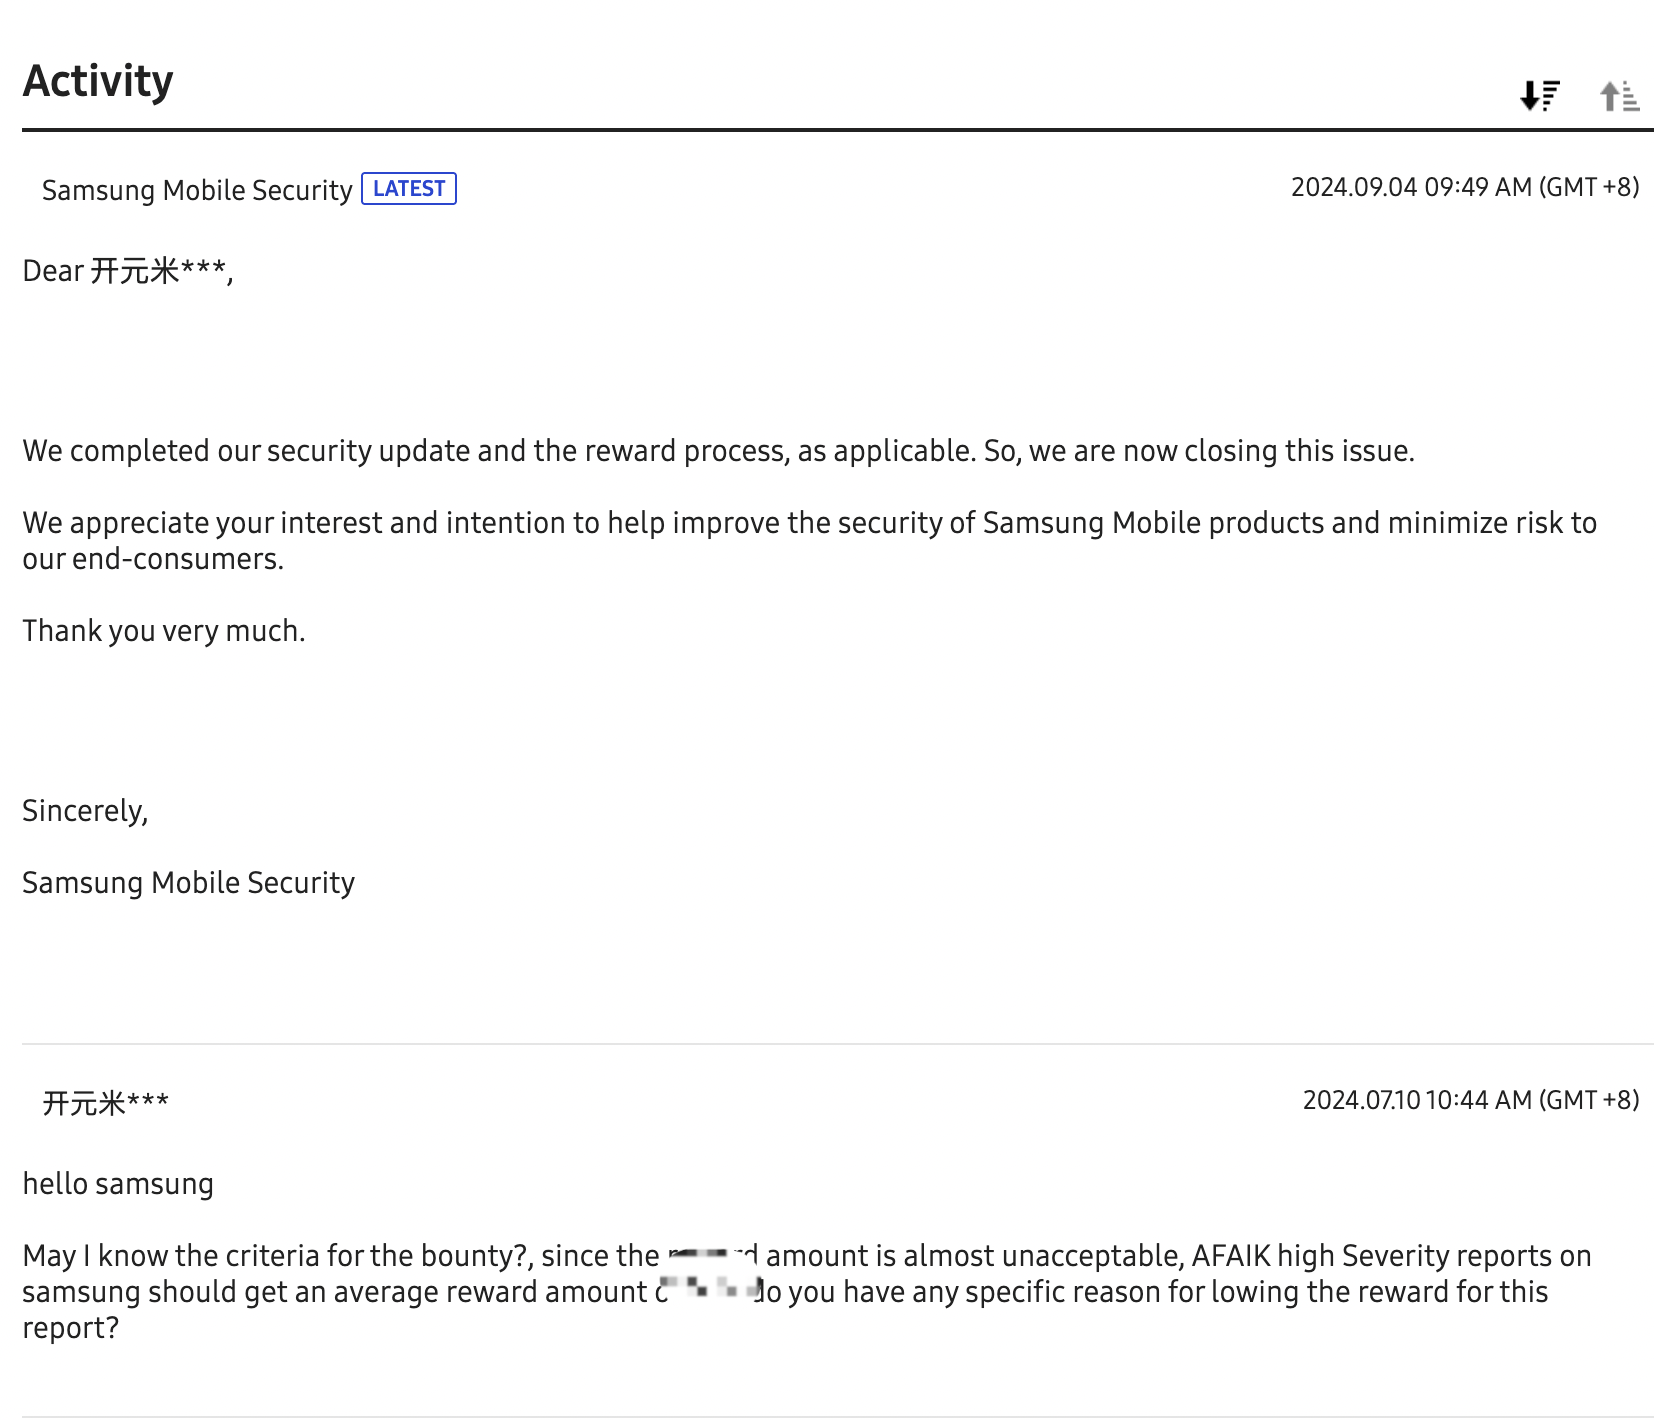 Activity
Samsung Mobile Security LATEST 2024.09.04 09:49 AM (GMT +8)
Dear 开元米***,
We completed our security update and the reward process, as applicable. So, we are now closing this issue.
We appreciate your interest and intention to help improve the security of Samsung Mobile products and minimize risk to
our end-consumers.
Thank you very much.
Sincerely,
Samsung Mobile Security
开元米*** 2024.07.10 10:44 AM (GMT +8)
hello samsung
May I know the criteria for the bounty?, since the amount is almost unacceptable, AFAIK high Severity reports on
samsung should get an average reward amount do you have any specific reason for lowing the reward for this
report?